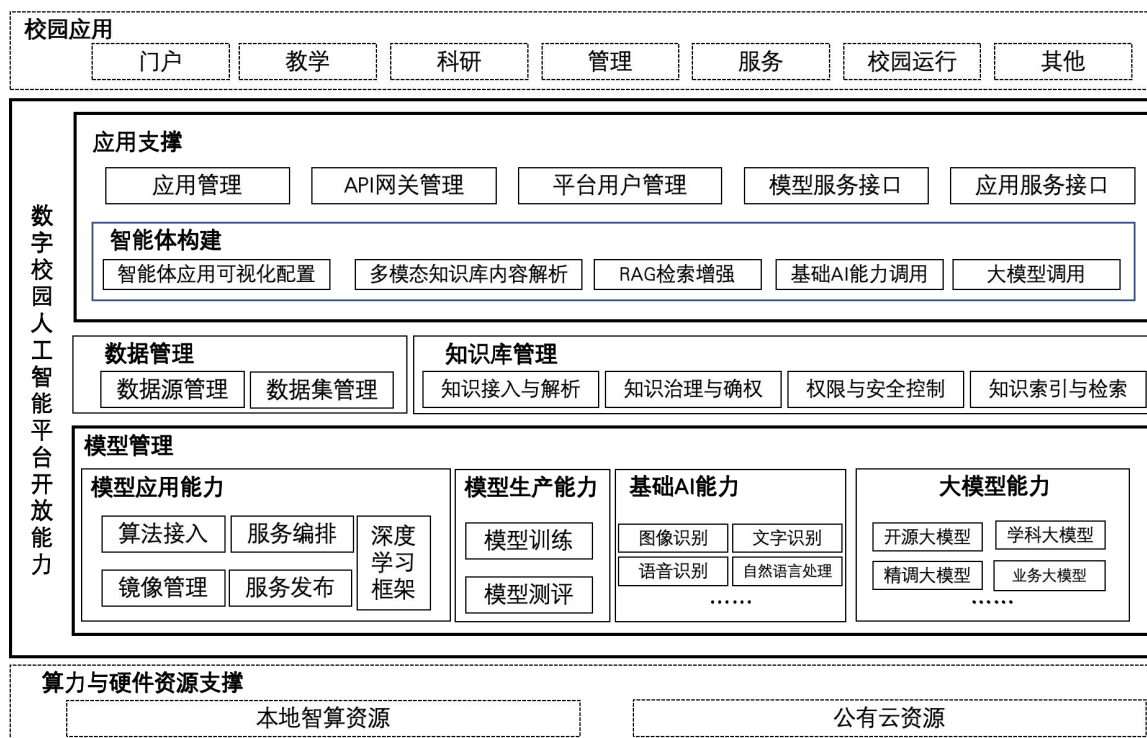 校园应用
门户 教学 科研 管理 服务 校园运行 其他
数字校园人工智能平台开放能力
应用支撑
应用管理 API网关管理 平台用户管理 模型服务接口 应用服务接口
智能体构建
智能体应用可视化配置 多模态知识库内容解析 RAG检索增强 基础AI能力调用 大模型调用
数据管理
数据源管理 数据集管理
知识库管理
知识接入与解析 知识治理与确权 权限与安全控制 知识索引与检索
模型管理
模型应用能力
算法接入 服务编排
镜像管理 服务发布
深度
学习
框架
模型生产能力
模型训练
模型测评
基础AI能力
图像识别 文字识别
语音识别 自然语言处理
……
大模型能力
开源大模型 学科大模型
精调大模型 业务大模型
……
算力与硬件资源支撑
本地智算资源 公有云资源